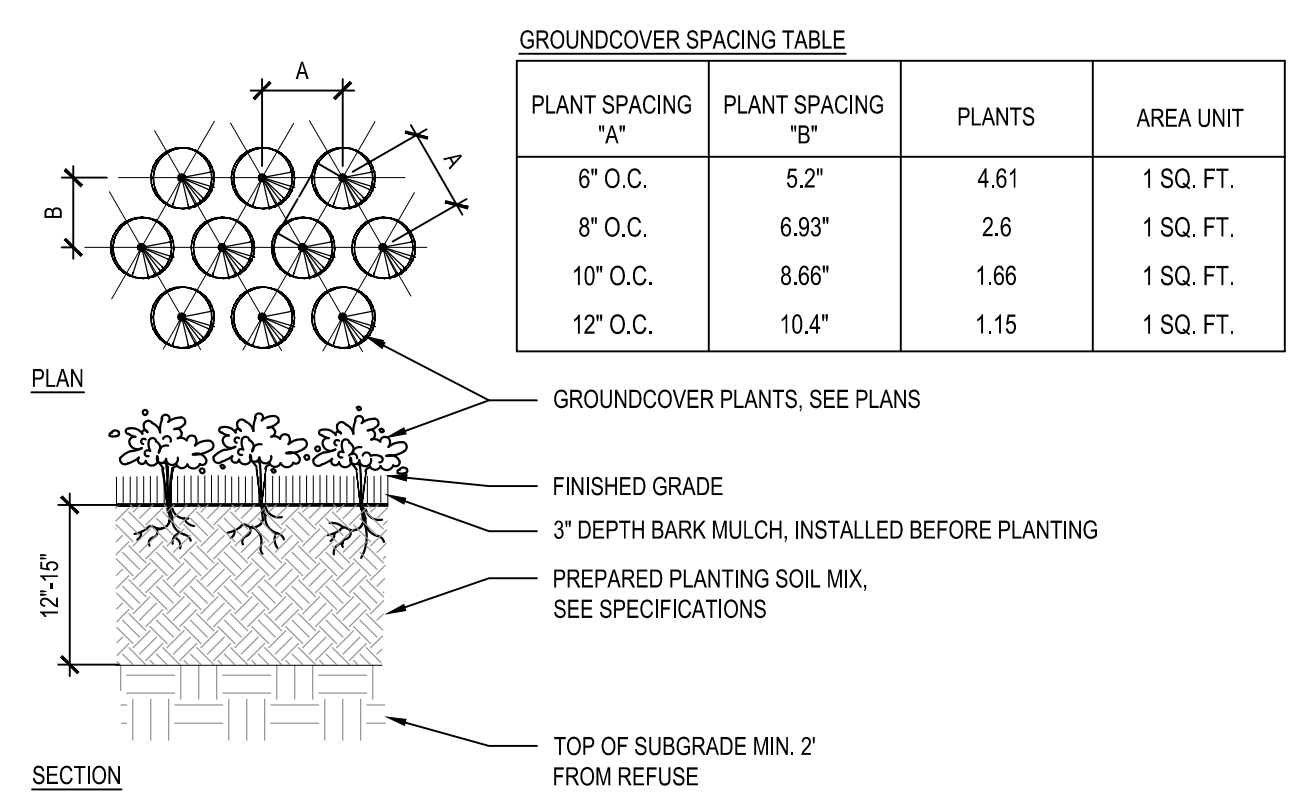 GROUNDCOVER SPACING TABLE
PLANT SPACING "A" PLANT SPACING "B" PLANTS AREA UNIT
6" O.C. 5.2" 4.61 1 SQ. FT.
8" O.C. 6.93" 2.6 1 SQ. FT.
10" O.C. 8.66" 1.66 1 SQ. FT.
12" O.C. 10.4" 1.15 1 SQ. FT.
A
A
B
PLAN
GROUNDCOVER PLANTS, SEE PLANS
FINISHED GRADE
3" DEPTH BARK MULCH, INSTALLED BEFORE PLANTING
12"-15"
PREPARED PLANTING SOIL MIX,
SEE SPECIFICATIONS
TOP OF SUBGRADE MIN. 2'
FROM REFUSE
SECTION